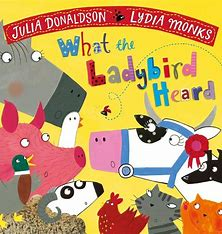 JULIA DONALDSON ★ LYDIA MONKS
What the
Ladybird
Heard